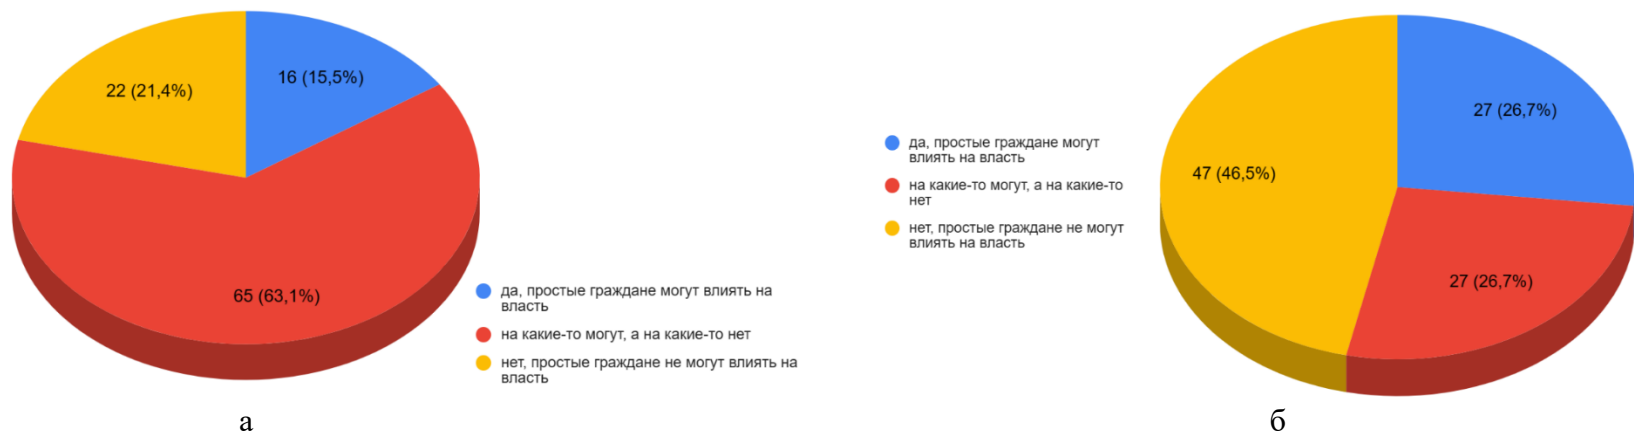 16 (15,5%)
22 (21,4%)
65 (63,1%)
да, простые граждане могут влиять на
власть
на какие-то могут, а на какие-то нет
нет, простые граждане не могут влиять на
власть
а
да, простые граждане могут
влиять на власть
на какие-то могут, а на какие-то
нет
нет, простые граждане не могут
влиять на власть
27 (26,7%)
47 (46,5%)
27 (26,7%)
б